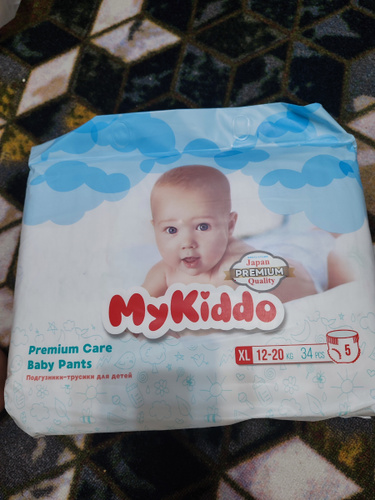 Japan
PREMIUM
Quality
MyKiddo
Premium Care
Baby Pants
Подгузники-трусики для детей
XL 12-20 KG 34 PCS 5